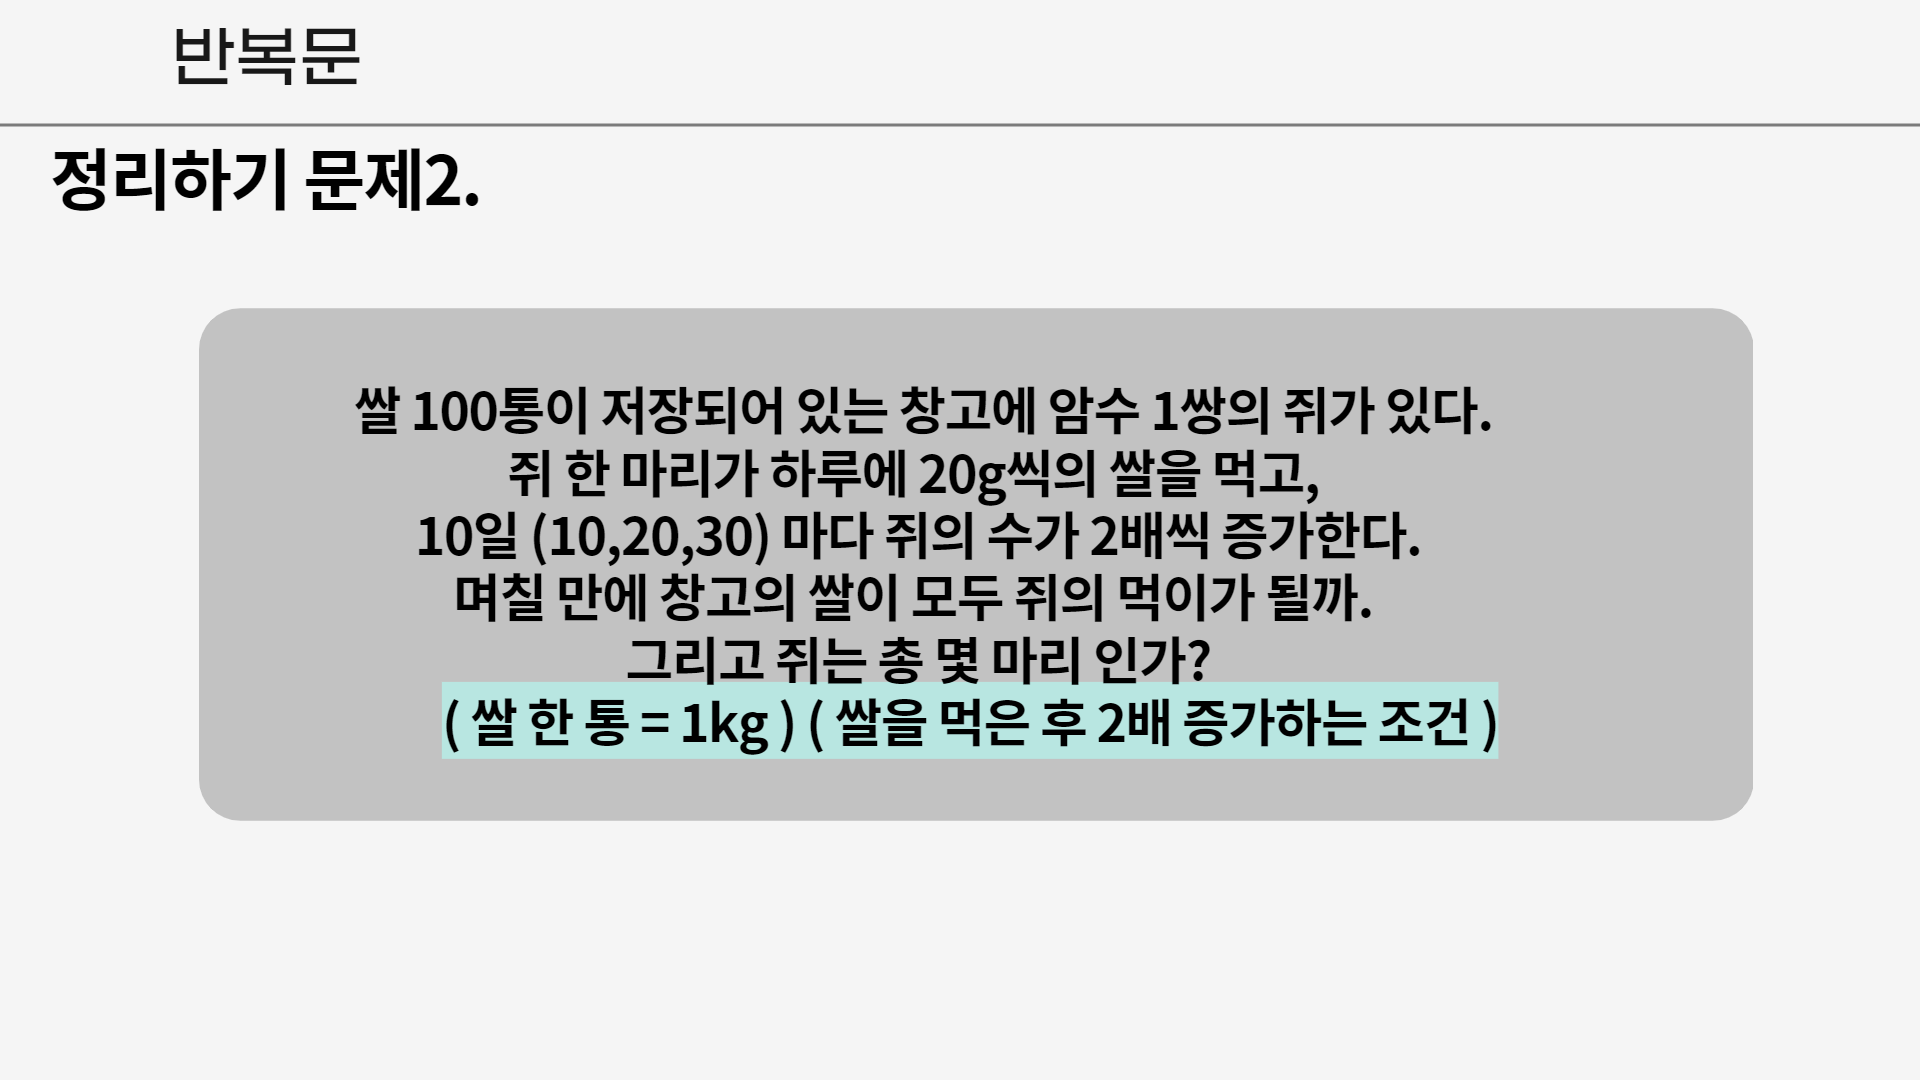 반복문
정리하기 문제2.
쌀 100통이 저장되어 있는 창고에 암수 1쌍의 쥐가 있다.
쥐 한 마리가 하루에 20g씩의 쌀을 먹고,
10일 (10,20,30) 마다 쥐의 수가 2배씩 증가한다.
며칠 만에 창고의 쌀이 모두 쥐의 먹이가 될까.
그리고 쥐는 총 몇 마리 인가?
( 쌀 한 통 = 1kg ) ( 쌀을 먹은 후 2배 증가하는 조건 )